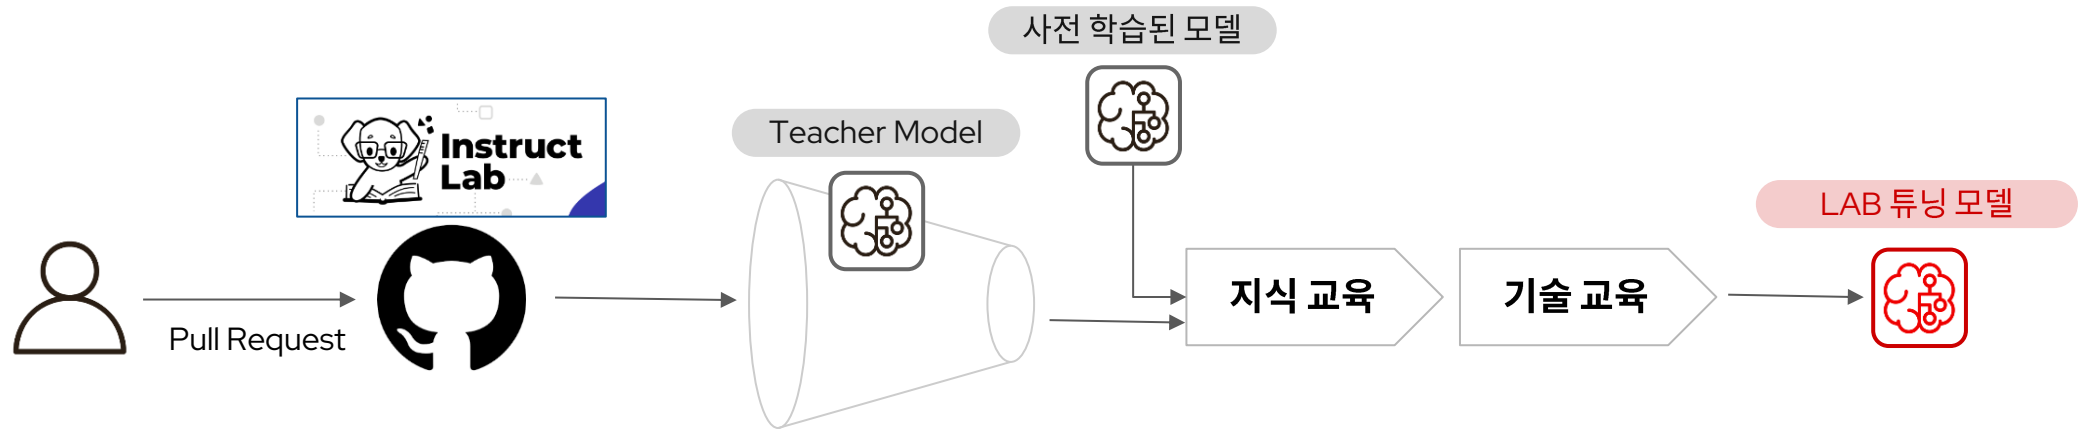 Pull Request
Instruct
Lab
Teacher Model
사전 학습된 모델
지식 교육
기술 교육
LAB 튜닝 모델